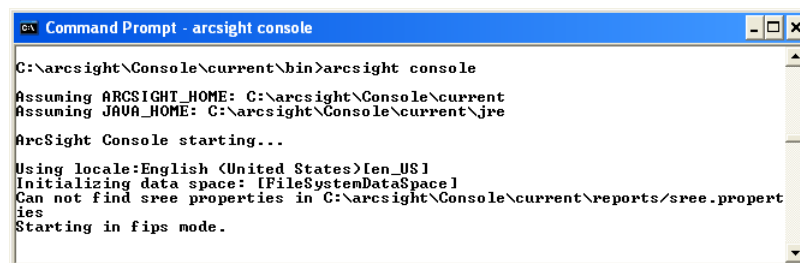 Command Prompt - arcsight console
C:\arcsight\Console\current\bin>arcsight console
Assuming ARCSIGHT_HOME: C:\arcsight\Console\current
Assuming JAVA_HOME: C:\arcsight\Console\current\jre
ArcSight Console starting...
Using locale:English (United States)[en_US]
Initializing data space: [FileSystemDataSpace]
Can not find sree properties in C:\arcsight\Console\current\reports/sree.propert
ies
Starting in fips mode.